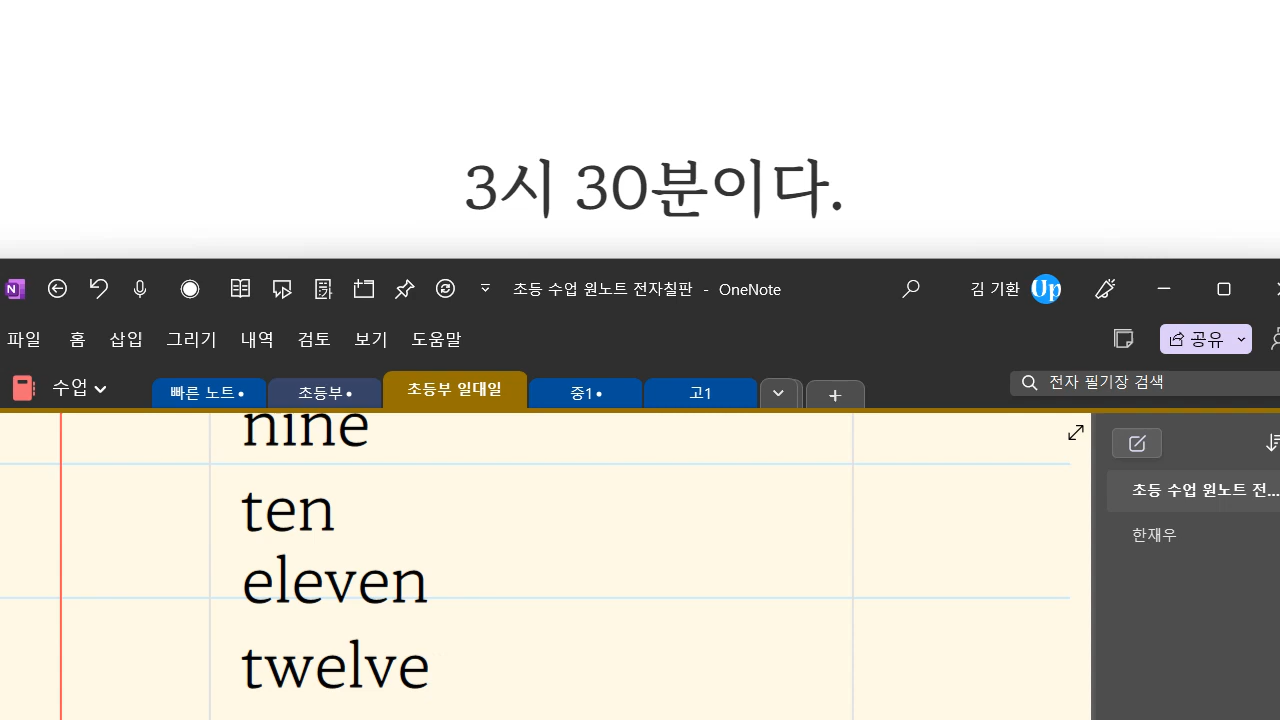 3시 30분이다.
초등 수업 원노트 전자칠판 - OneNote
김 기환
Up
파일 홈 삽입 그리기 내역 검토 보기 도움말
공유
수업
빠른 노트•
초등부•
초등부 일대일
중1•
고1
전자 필기장 검색
nine
ten
eleven
twelve
초등 수업 원노트 전...
한재우